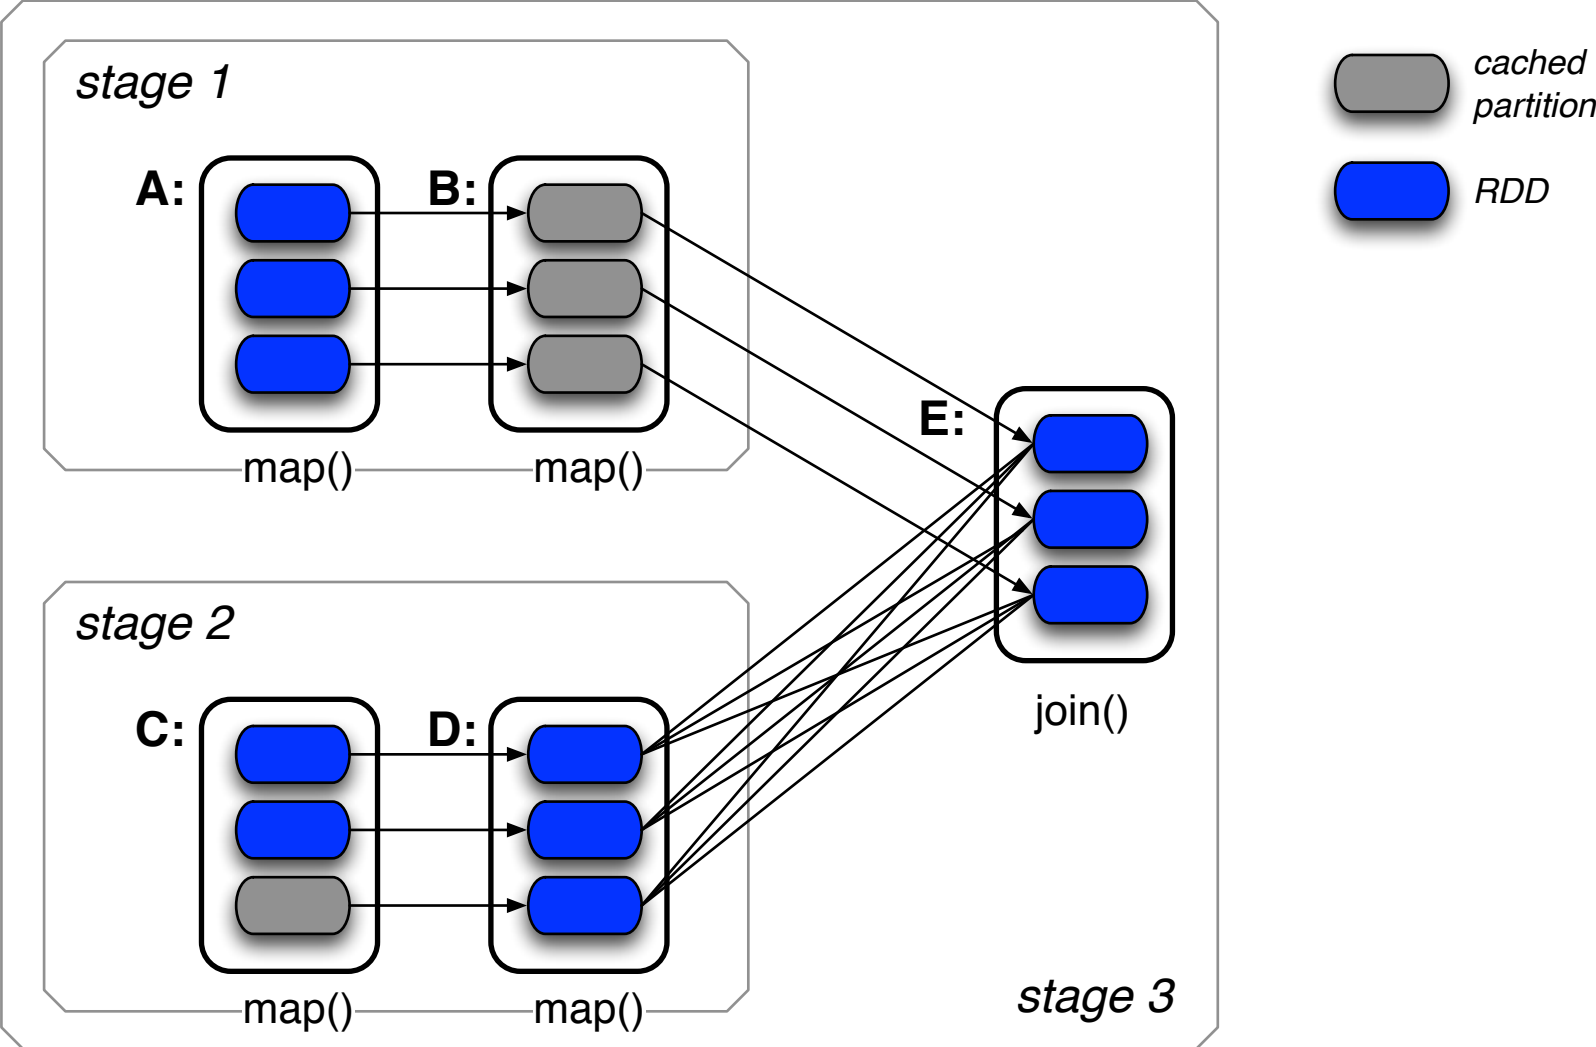 stage 1
A:
B:
map()
map()
stage 2
C:
D:
map()
map()
E:
join()
stage 3
cached
partition
RDD